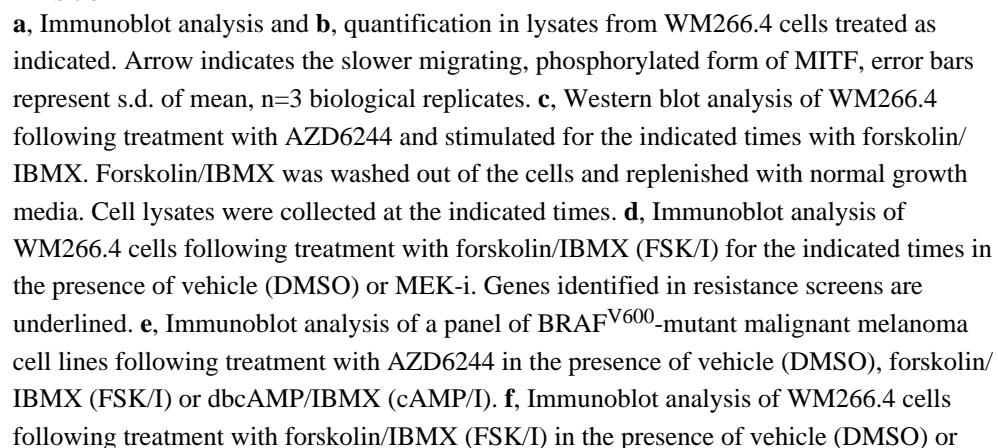 a, Immunoblot analysis and b, quantification in lysates from WM266.4 cells treated as
indicated. Arrow indicates the slower migrating, phosphorylated form of MITF, error bars
represent s.d. of mean, n=3 biological replicates. c, Western blot analysis of WM266.4
following treatment with AZD6244 and stimulated for the indicated times with forskolin/
IBMX. Forskolin/IBMX was washed out of the cells and replenished with normal growth
media. Cell lysates were collected at the indicated times. d, Immunoblot analysis of
WM266.4 cells following treatment with forskolin/IBMX (FSK/I) for the indicated times in
the presence of vehicle (DMSO) or MEK-i. Genes identified in resistance screens are
underlined. e, Immunoblot analysis of a panel of BRAFV600-mutant malignant melanoma
cell lines following treatment with AZD6244 in the presence of vehicle (DMSO), forskolin/
IBMX (FSK/I) or dbcAMP/IBMX (cAMP/I). f, Immunoblot analysis of WM266.4 cells
following treatment with forskolin/IBMX (FSK/I) in the presence of vehicle (DMSO) or